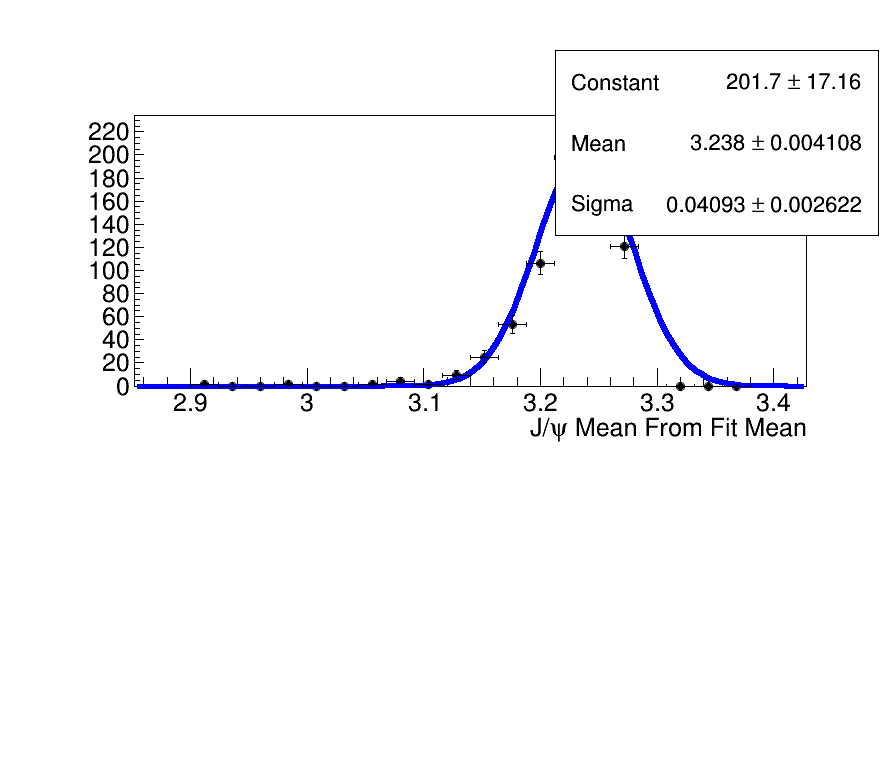 Constant 201.7 ± 17.16
Mean 3.238 ± 0.004108
Sigma 0.04093 ± 0.002622
220
200
180
160
140
120
100
80
60
40
20
0
2.9 3 3.1 3.2 3.3 3.4
J/ψ Mean From Fit Mean